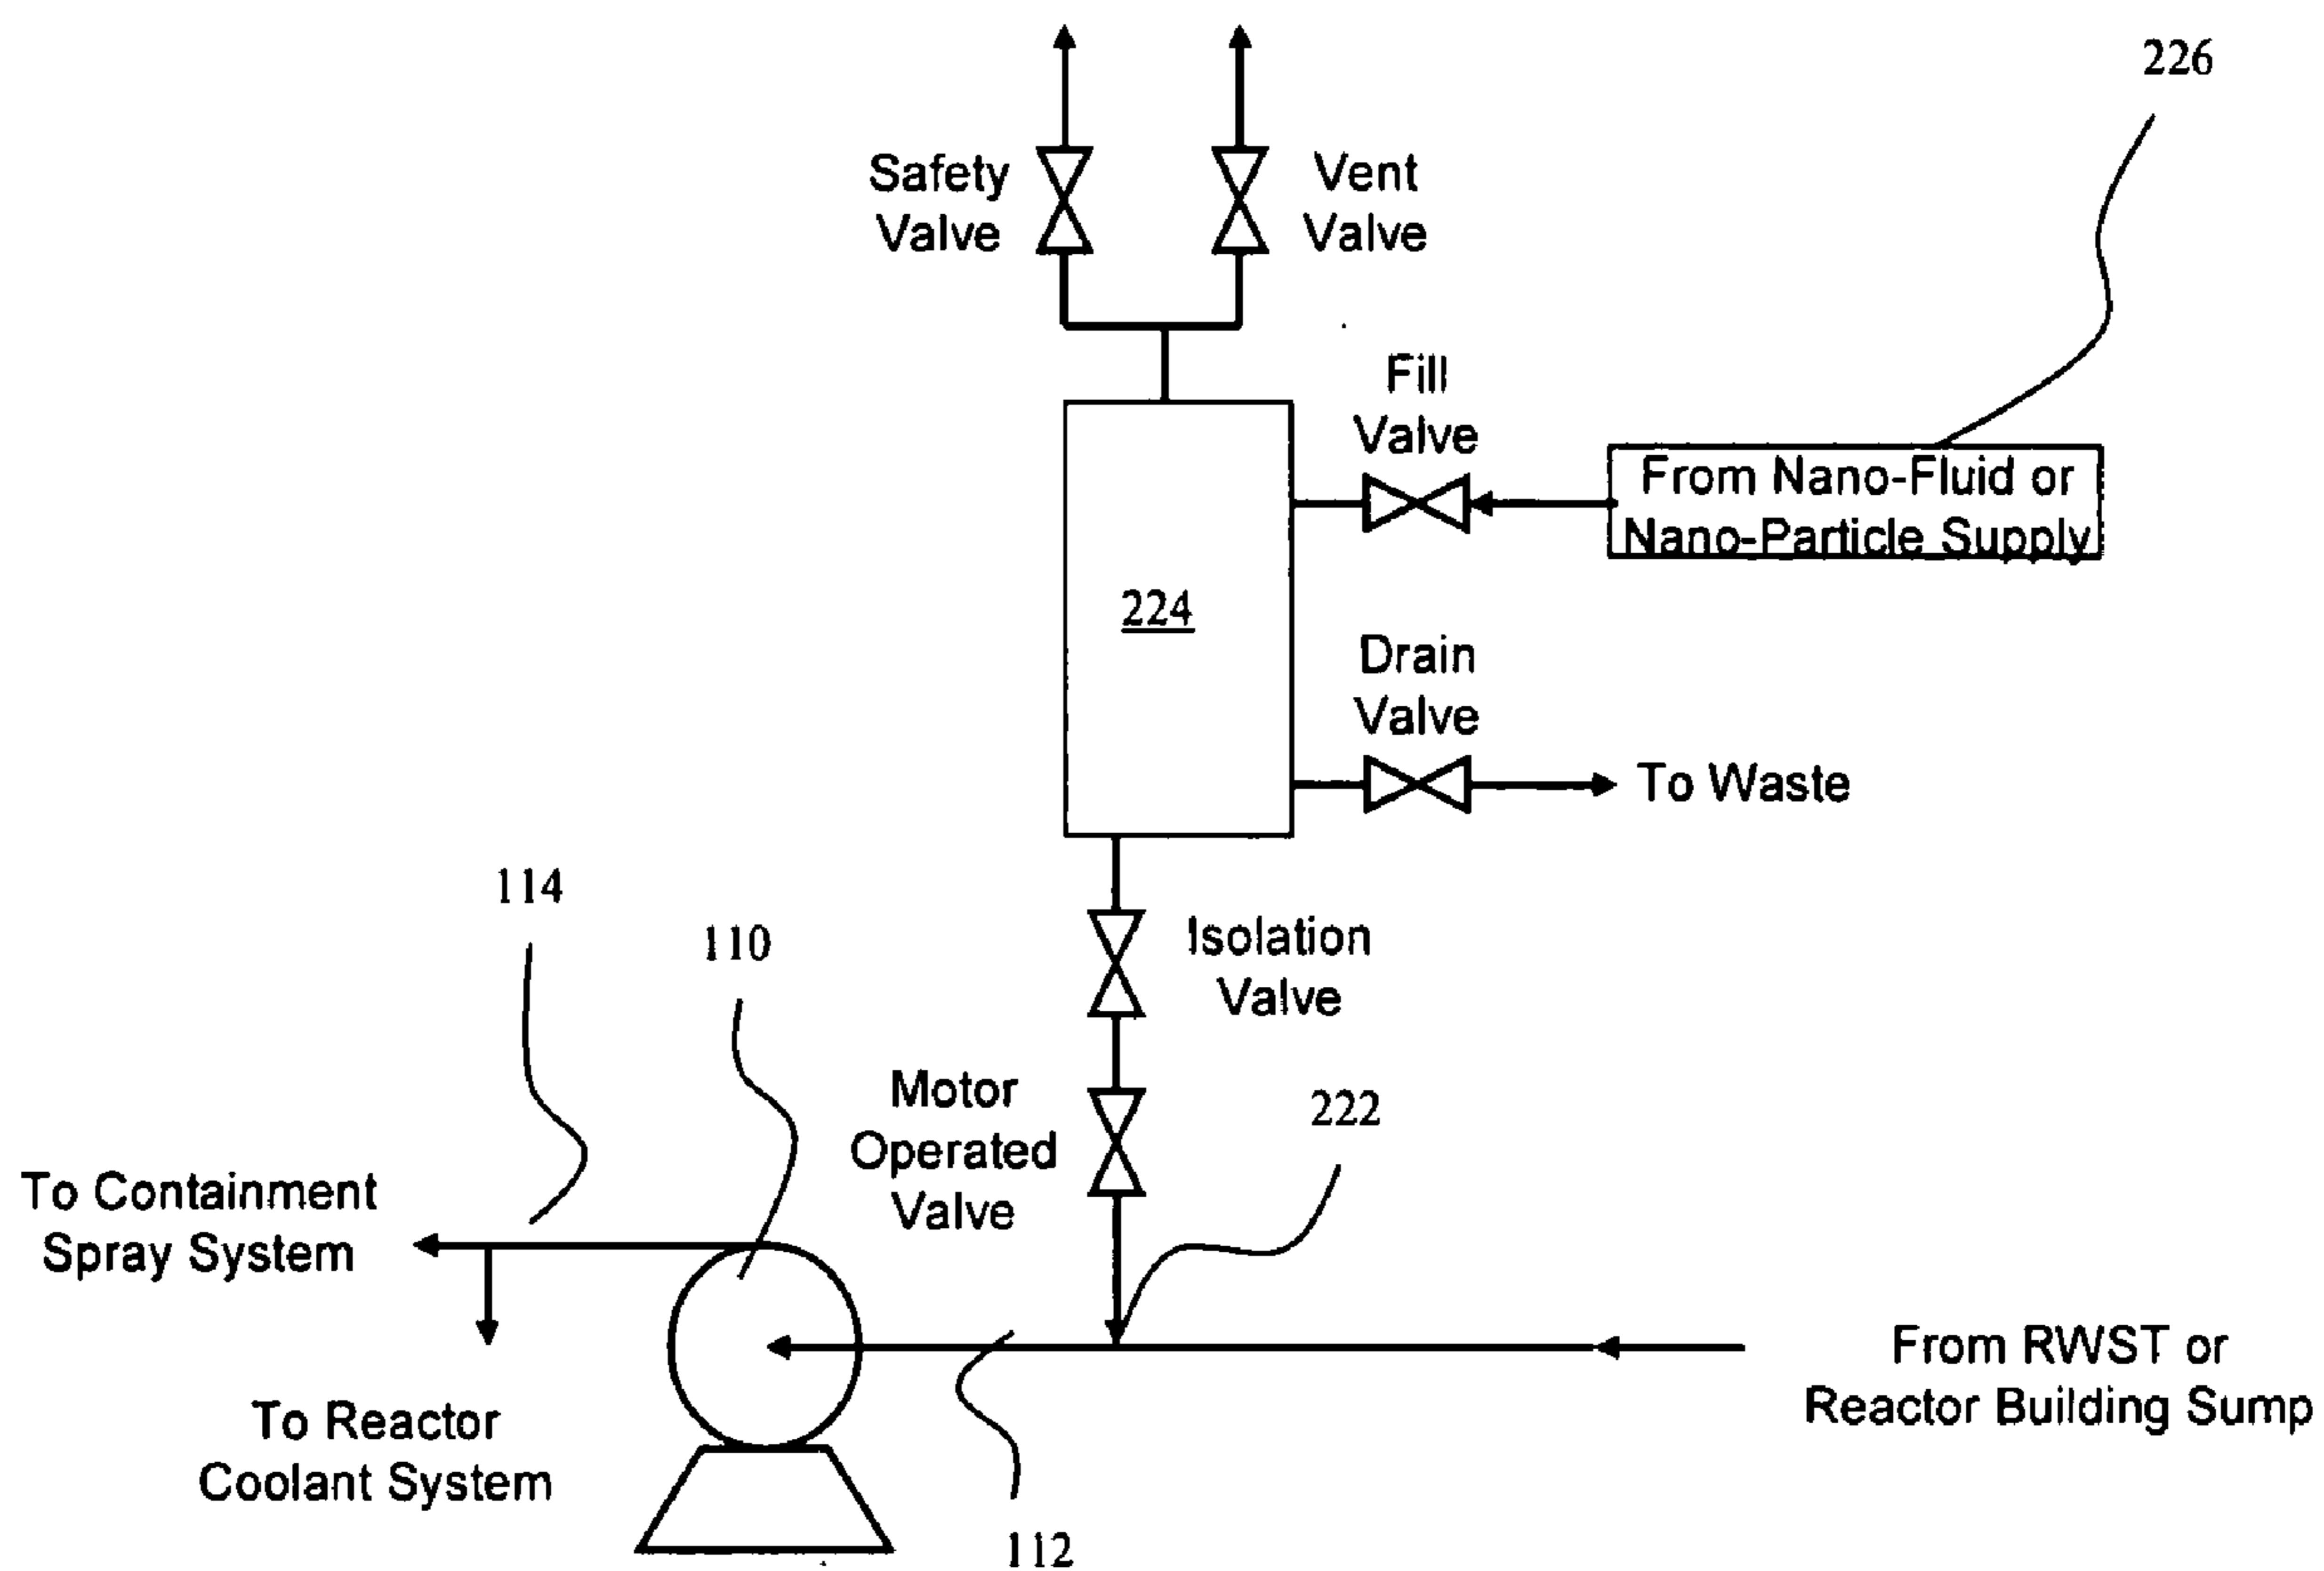 226
Safety
Valve
Vent
Valve
Fill
Valve
From Nano-Fluid or
Nano-Particle Supply
224
Drain
Valve
To Waste
114
110
Isolation
Valve
Motor
Operated
Valve
222
To Containment
Spray System
To Reactor
Coolant System
From RWST or
Reactor Building Sump
112